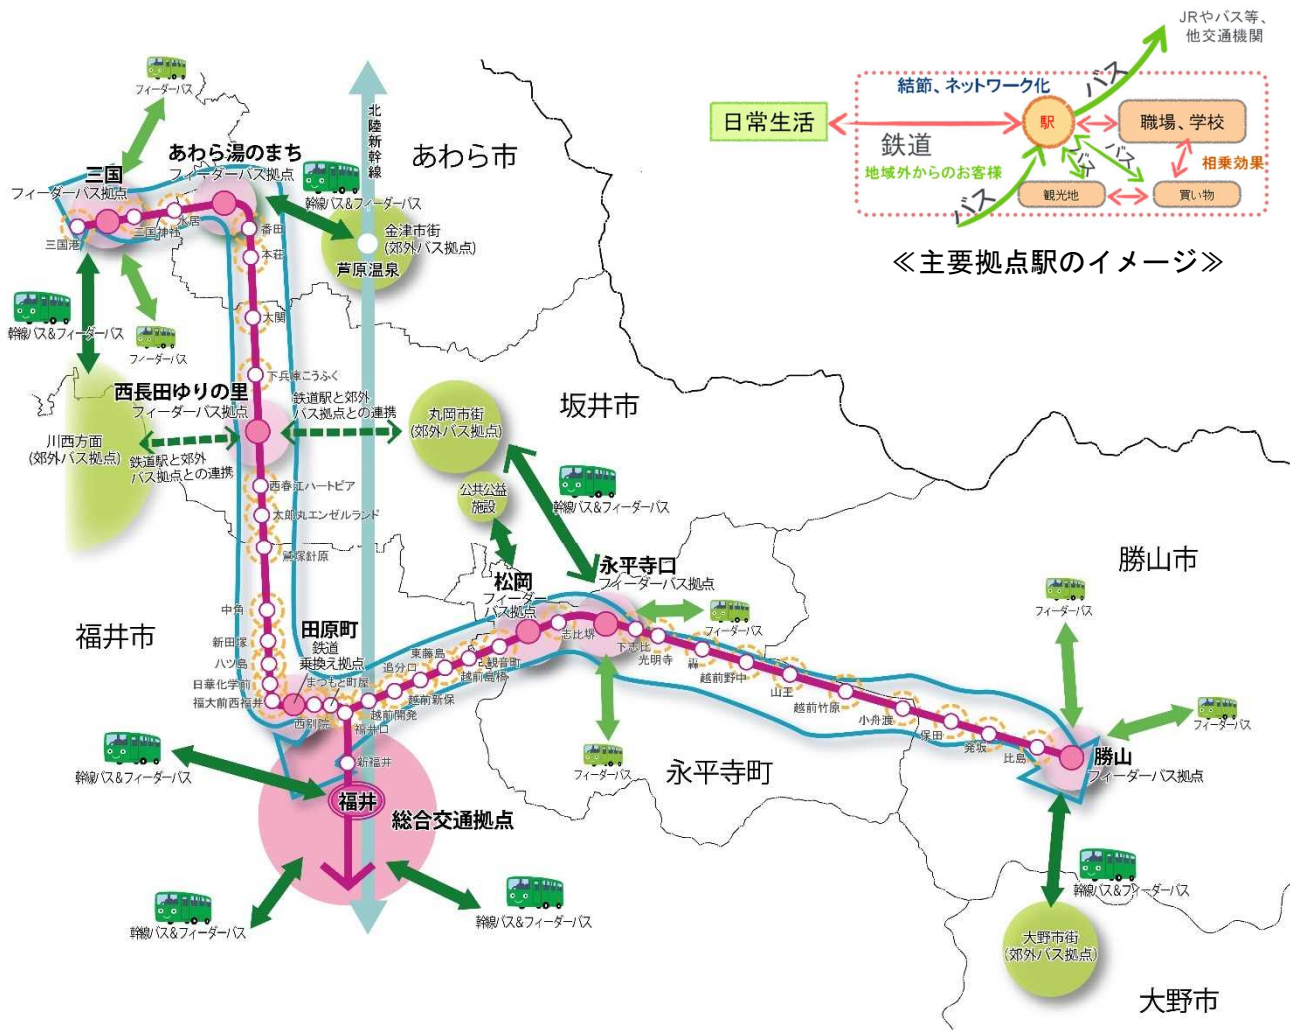 JRやバス等、
他交通機関
バス
結節、ネットワーク化
日常生活
駅
職場、学校
鉄道
地域外からのお客様
バス
バス
相乗効果
バス
観光地
買い物
≪主要拠点駅のイメージ≫
フィーダーバス
北陸新幹線
あわら市
あわら湯のまち
フィーダーバス拠点
三国
フィーダーバス拠点
幹線バス&フィーダーバス
水居
三国神社
三国港
番田
本荘
金津市街
(郊外バス拠点)
芦原温泉
幹線バス&フィーダーバス
フィーダーバス
大関
下兵庫こうふく
西長田ゆりの里
フィーダーバス拠点
鉄道駅と郊外
バス拠点との連携
丸岡市街
(郊外バス拠点)
坂井市
川西方面
(郊外バス拠点)
鉄道駅と郊外
バス拠点との連携
西春江ハートピア
太郎丸エンゼルランド
鷲塚針原
公共公益
施設
幹線バス&フィーダーバス
永平寺口
フィーダーバス拠点
松岡
フィーダー
バス拠点
勝山市
フィーダーバス
フィーダーバス
福井市
中角
新田塚
八ツ島
日華化学前
福大前西福井
田原町
鉄道
乗換え拠点
まつもと町屋
西別院
福井口
越前開発
追分口
越前新保
東藤島
越前島橋
観音町
志比堺
下志比
光明寺
轟
越前野中
山王
越前竹原
小舟渡
保田
発坂
比島
勝山
フィーダーバス拠点
フィーダーバス
フィーダーバス
永平寺町
新福井
福井
総合交通拠点
幹線バス&フィーダーバス
幹線バス&フィーダーバス
幹線バス&フィーダーバス
幹線バス&フィーダーバス
大野市街
(郊外バス拠点)
大野市